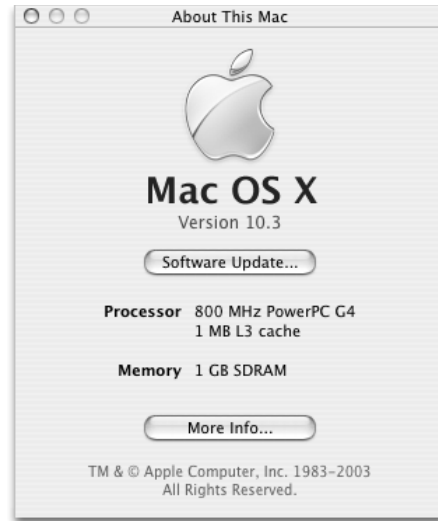 About This Mac
Mac OS X
Version 10.3
Software Update...
Processor 800 MHz PowerPC G4
1 MB L3 cache
Memory 1 GB SDRAM
More Info...
TM & © Apple Computer, Inc. 1983–2003
All Rights Reserved.